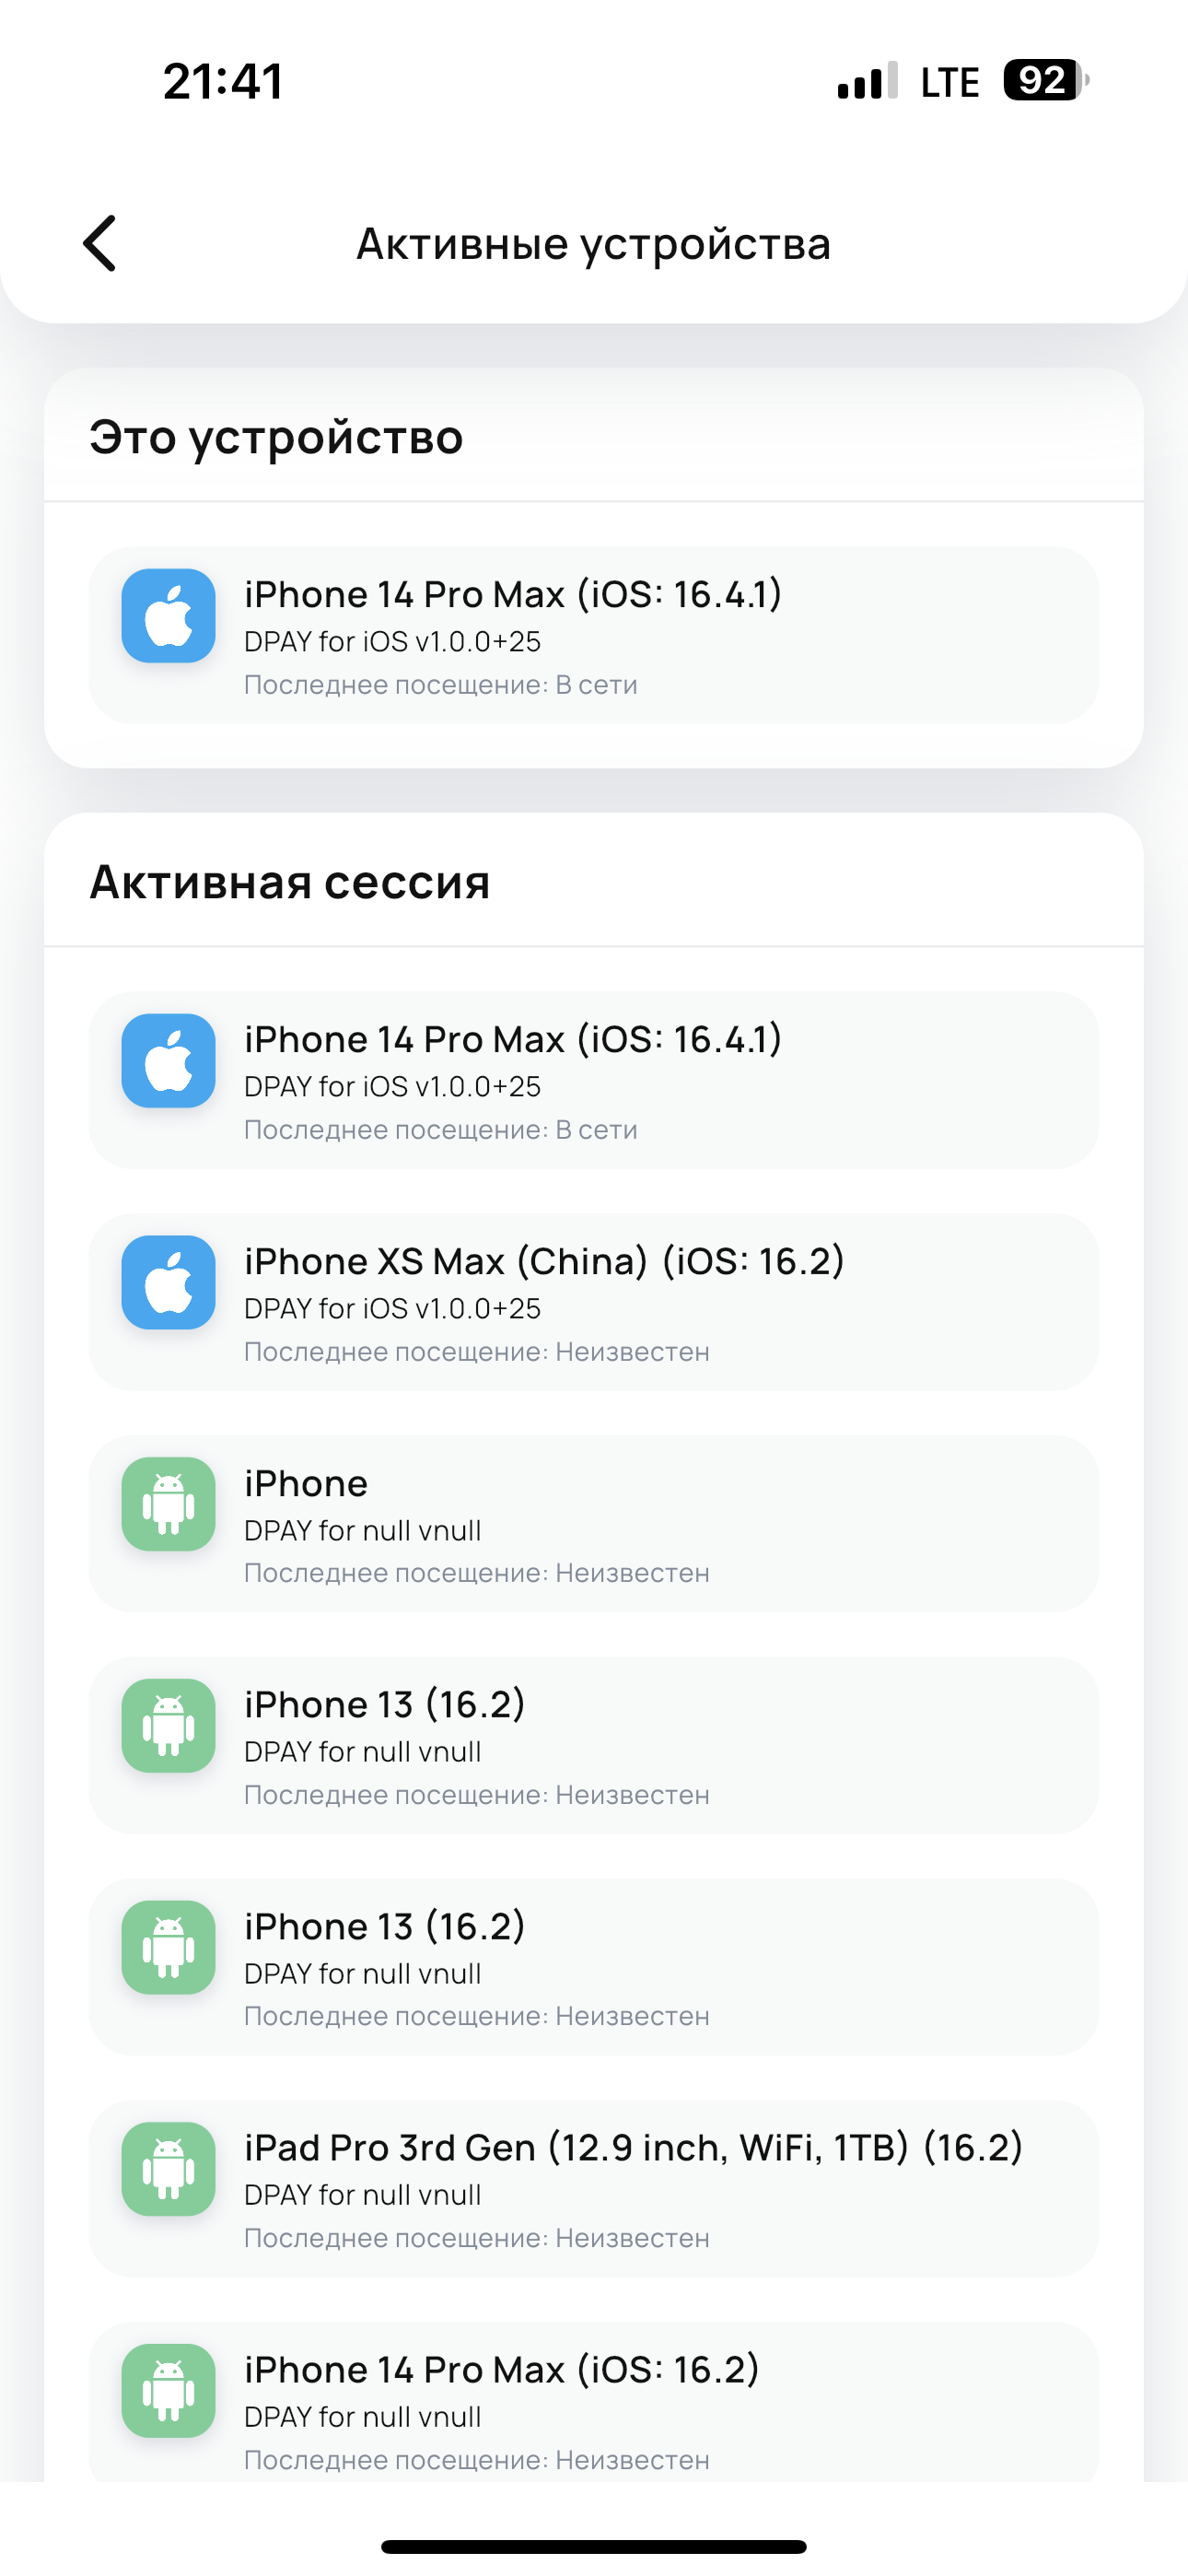 21:41
LTE 92
Активные устройства
Это устройство
iPhone 14 Pro Max (iOS: 16.4.1)
DPAY for iOS v1.0.0+25
Последнее посещение: В сети
Активная сессия
iPhone 14 Pro Max (iOS: 16.4.1)
DPAY for iOS v1.0.0+25
Последнее посещение: В сети
iPhone XS Max (China) (iOS: 16.2)
DPAY for iOS v1.0.0+25
Последнее посещение: Неизвестен
iPhone
DPAY for null vnull
Последнее посещение: Неизвестен
iPhone 13 (16.2)
DPAY for null vnull
Последнее посещение: Неизвестен
iPhone 13 (16.2)
DPAY for null vnull
Последнее посещение: Неизвестен
iPad Pro 3rd Gen (12.9 inch, WiFi, 1TB) (16.2)
DPAY for null vnull
Последнее посещение: Неизвестен
iPhone 14 Pro Max (iOS: 16.2)
DPAY for null vnull
Последнее посещение: Неизвестен